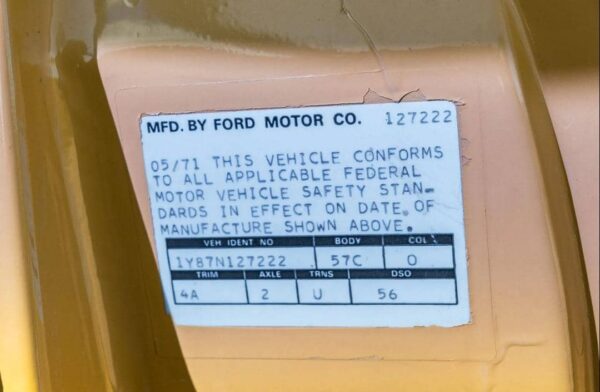 MFD. BY FORD MOTOR CO. 127222
05/71 THIS VEHICLE CONFORMS
TO ALL APPLICABLE FEDERAL
MOTOR VEHICLE SAFETY STAN-
DARDS IN EFFECT ON DATE OF
MANUFACTURE SHOWN ABOVE.
VEH IDENT NO BODY COL
1Y87N127222 57C O
TRIM AXLE TRNS DSO
4A 2 U 56